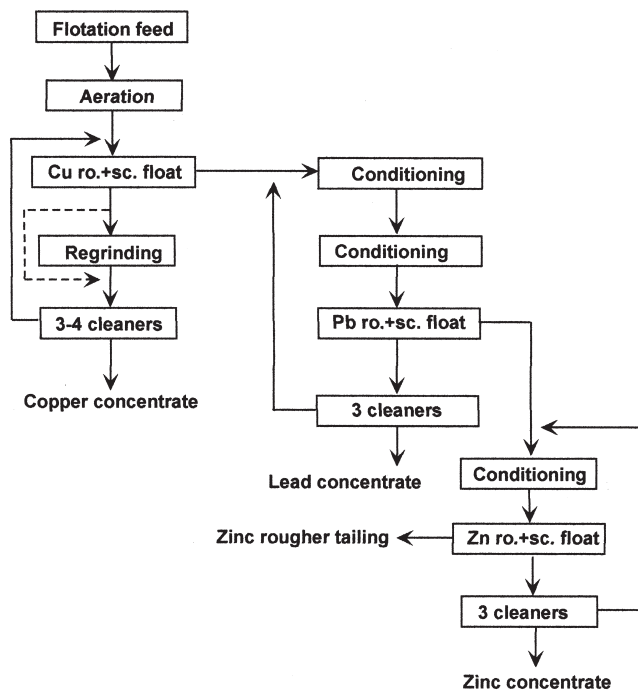 Flotation feed
Aeration
Cu ro.+sc. float
Conditioning
Regrinding
Conditioning
3-4 cleaners
Pb ro.+sc. float
Copper concentrate
3 cleaners
Conditioning
Lead concentrate
Zinc rougher tailing
Zn ro.+sc. float
3 cleaners
Zinc concentrate